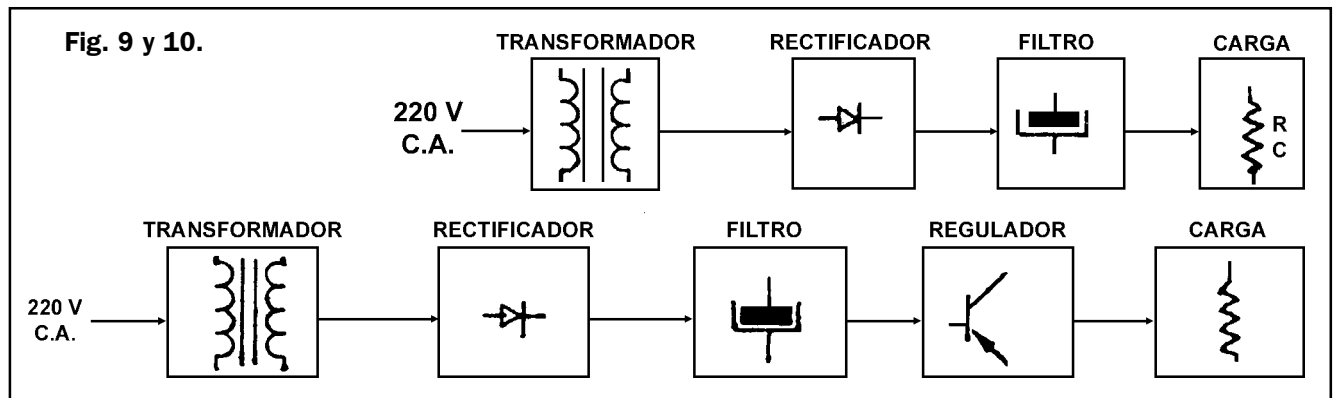 Fig. 9 y 10.
TRANSFORMADOR RECTIFICADOR FILTRO CARGA
220 V
C.A.
R
C
TRANSFORMADOR RECTIFICADOR FILTRO REGULADOR CARGA
220 V
C.A.